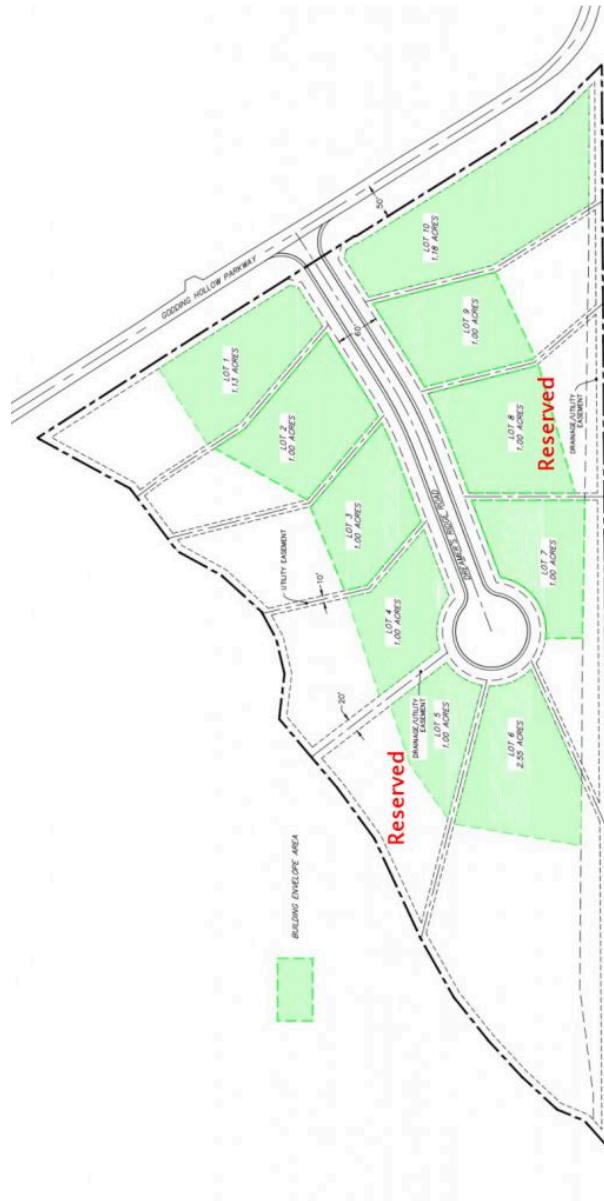 GODDING HOLLOW PARKWAY
50'
LOT 1
1.13 ACRES
60'
LOT 10
1.18 ACRES
LOT 2
1.00 ACRES
LOT 9
1.00 ACRES
LOT 3
1.00 ACRES
LOT 8
1.00 ACRES
Reserved
DRAINAGE/UTILITY
EASEMENT
DREAMER'S RIDGE ROAD
UTILITY EASEMENT
10'
LOT 4
1.00 ACRES
LOT 7
1.00 ACRES
20'
DRAINAGE/UTILITY
EASEMENT
LOT 5
1.00 ACRES
Reserved
LOT 6
2.55 ACRES
BUILDING ENVELOPE AREA